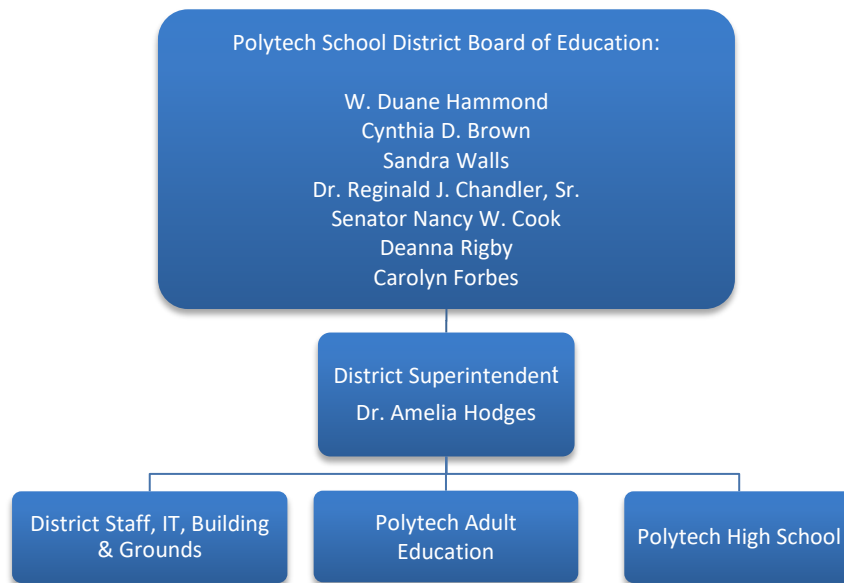 Polytech School District Board of Education:
W. Duane Hammond
Cynthia D. Brown
Sandra Walls
Dr. Reginald J. Chandler, Sr.
Senator Nancy W. Cook
Deanna Rigby
Carolyn Forbes
District Superintendent
Dr. Amelia Hodges
District Staff, IT, Building
& Grounds
Polytech Adult
Education
Polytech High School